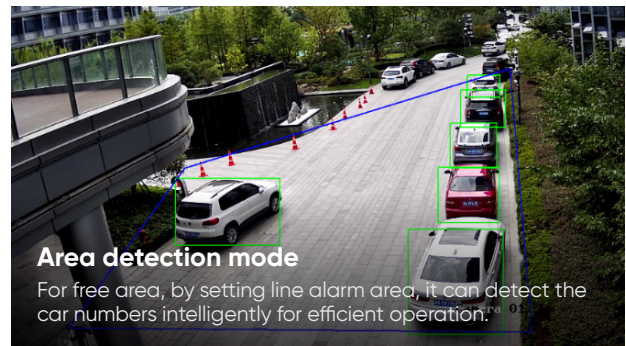 Area detection mode
For free area, by setting line alarm area, it can detect the
car numbers intelligently for efficient operation.
01